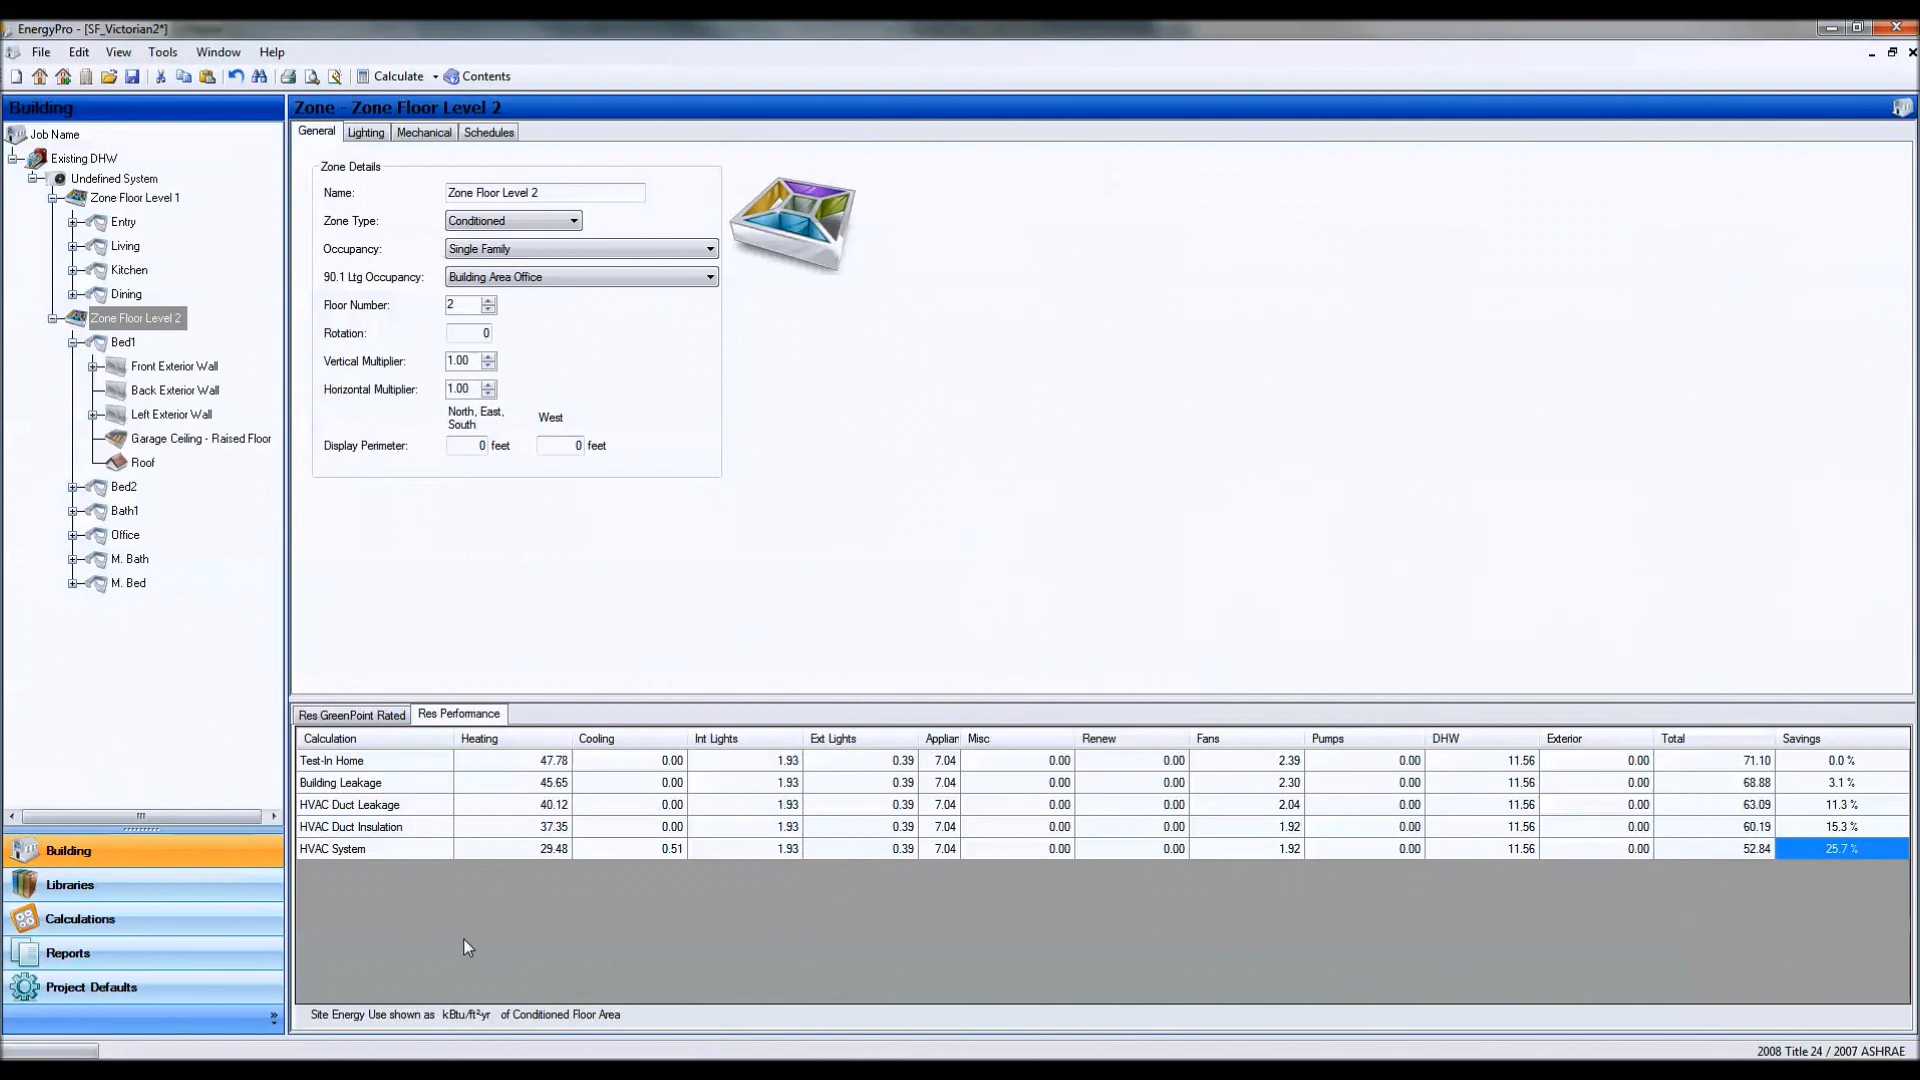 EnergyPro - [SF_Victorian2*]
File Edit View Tools Window Help
Calculate Contents
Building
Job Name
Existing DHW
Undefined System
Zone Floor Level 1
Entry
Living
Kitchen
Dining
Zone Floor Level 2
Bed1
Front Exterior Wall
Back Exterior Wall
Left Exterior Wall
Garage Ceiling - Raised Floor
Roof
Bed2
Bath1
Office
M. Bath
M. Bed
Building
Libraries
Calculations
Reports
Project Defaults
Zone - Zone Floor Level 2
General Lighting Mechanical Schedules
Zone Details
Name: Zone Floor Level 2
Zone Type: Conditioned
Occupancy: Single Family
90.1 Ltg Occupancy: Building Area Office
Floor Number: 2
Rotation: 0
Vertical Multiplier: 1.00
Horizontal Multiplier: 1.00
North, East, South West
Display Perimeter: 0 feet 0 feet
Res GreenPoint Rated Res Performance
Calculation Heating Cooling Int Lights Ext Lights Applian Misc Renew Fans Pumps DHW Exterior Total Savings
Test-In Home 47.78 0.00 1.93 0.39 7.04 0.00 0.00 2.39 0.00 11.56 0.00 71.10 0.0 %
Building Leakage 45.65 0.00 1.93 0.39 7.04 0.00 0.00 2.30 0.00 11.56 0.00 68.88 3.1 %
HVAC Duct Leakage 40.12 0.00 1.93 0.39 7.04 0.00 0.00 2.04 0.00 11.56 0.00 63.09 11.3 %
HVAC Duct Insulation 37.35 0.00 1.93 0.39 7.04 0.00 0.00 1.92 0.00 11.56 0.00 60.19 15.3 %
HVAC System 29.48 0.51 1.93 0.39 7.04 0.00 0.00 1.92 0.00 11.56 0.00 52.84 25.7 %
Site Energy Use shown as kBtu/ft²-yr of Conditioned Floor Area
2008 Title 24 / 2007 ASHRAE